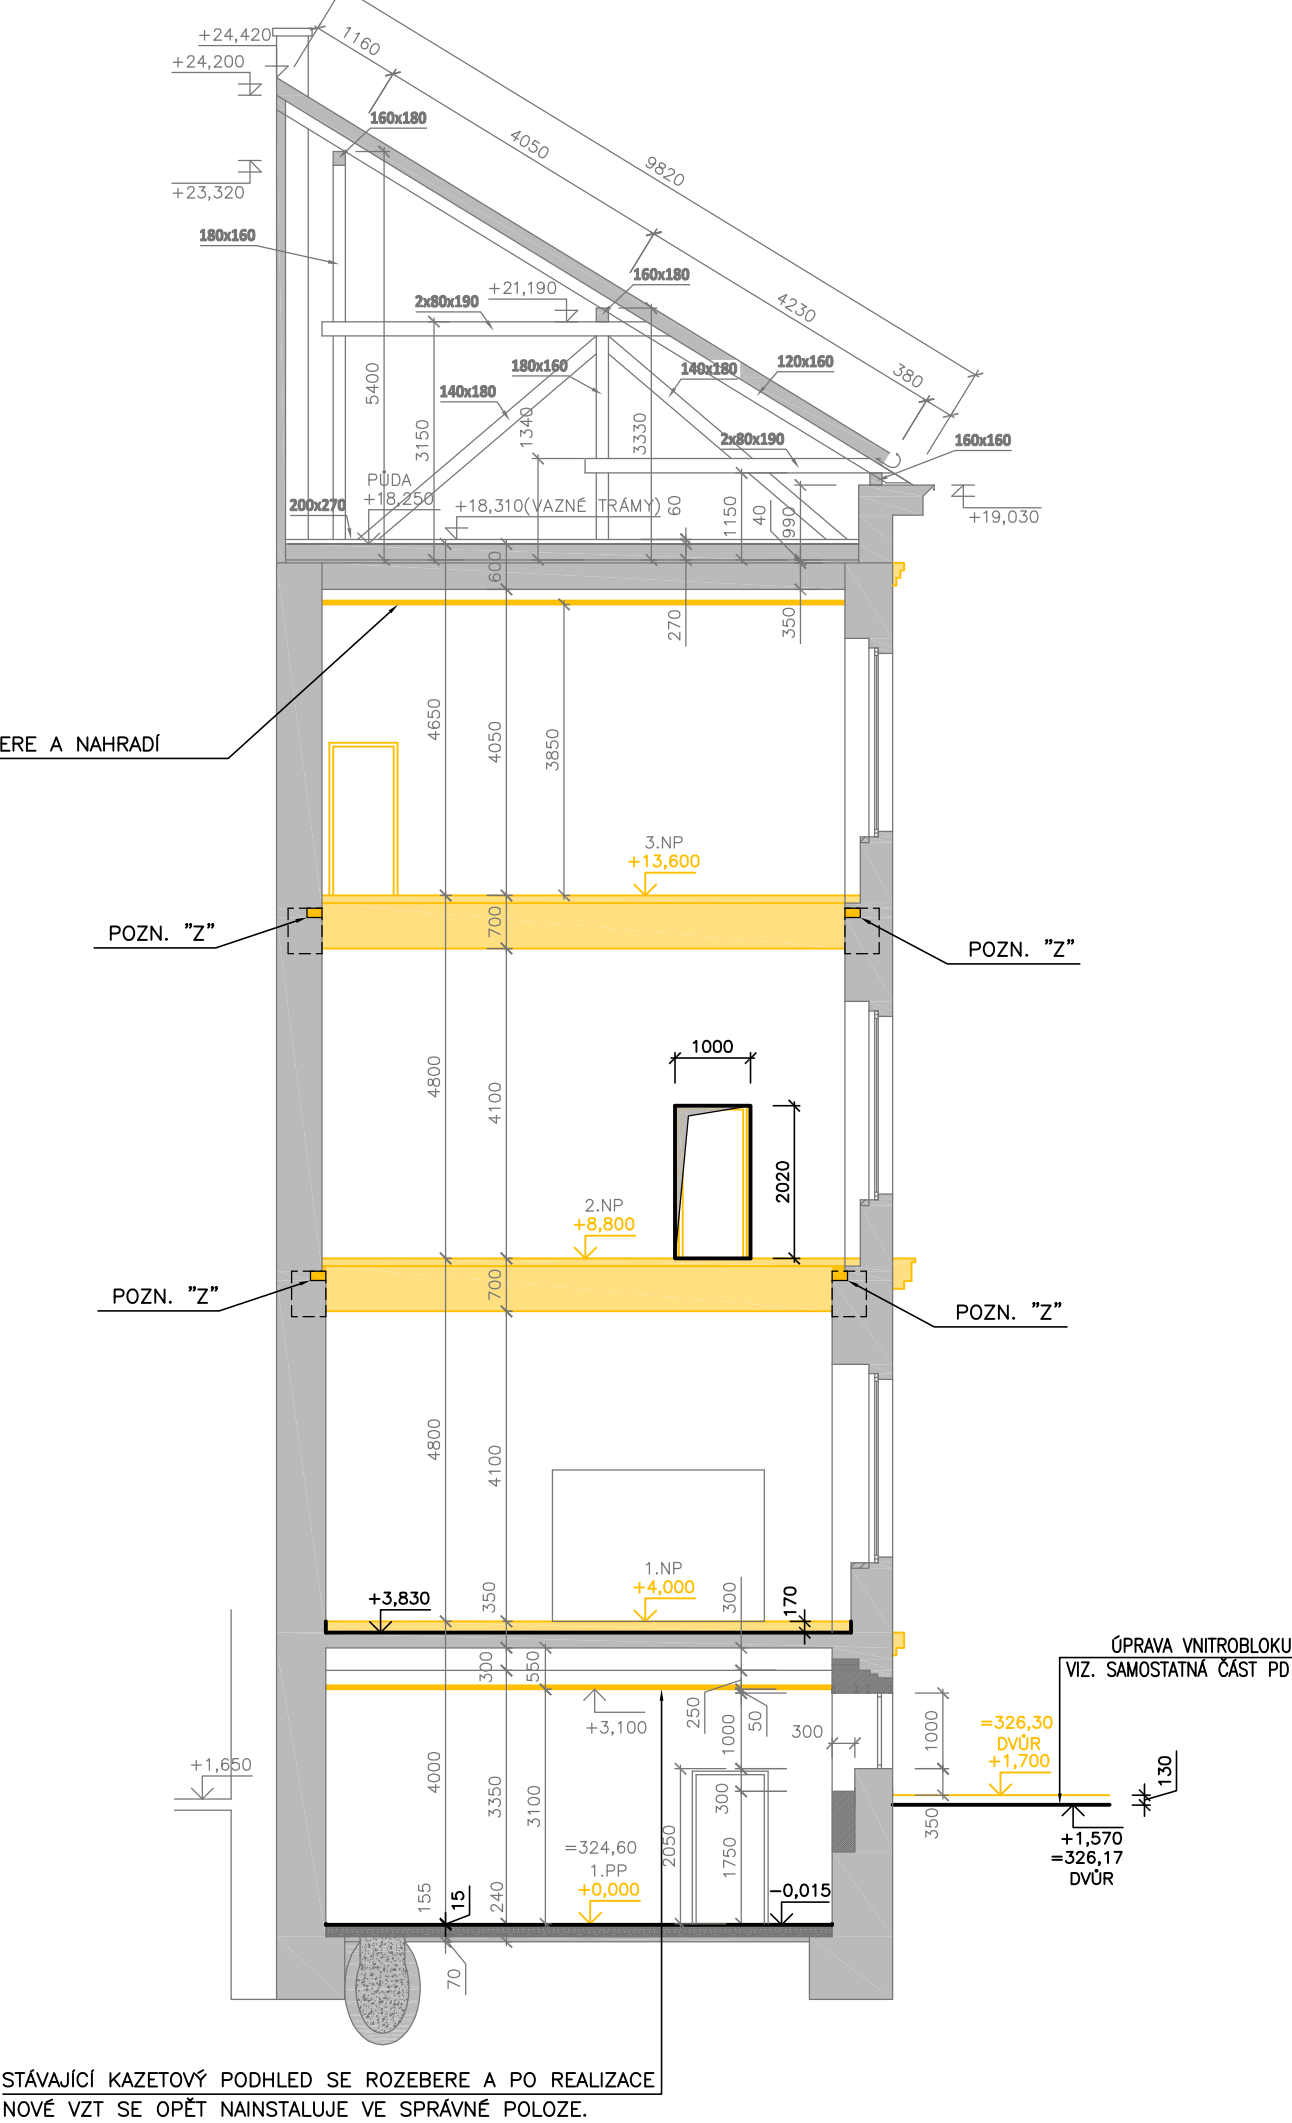 +24,420
+24,200
1160
160x180
4050
9820
+23,320
180x160
160x180
+21,190
2x80x190
4230
180x160
140x180
120x160
380
5400
140x180
3150
1340
3330
2x80x190
160x160
PŮDA
+18,250
200x270
+18,310(VAZNÉ TRÁMY)
60
1150
40
990
+19,030
600
270
350
ERE A NAHRADÍ
4650
4050
3850
3.NP
+13,600
POZN. "Z"
700
POZN. "Z"
1000
4800
4100
2020
2.NP
+8,800
POZN. "Z"
700
POZN. "Z"
4800
4100
1.NP
+4,000
+3,830
350
300
170
ÚPRAVA VNITROBLOKU
VIZ. SAMOSTATNÁ ČÁST PD
300
550
250
50
+3,100
300
1000
1000
=326,30
DVŮR
+1,700
+1,650
130
4000
3350
3100
300
350
+1,570
=326,17
DVŮR
=324,60
1.PP
+0,000
2050
1750
-0,015
155
15
240
70
STÁVAJÍCÍ KAZETOVÝ PODHLED SE ROZEBERE A PO REALIZACE
NOVÉ VZT SE OPĚT NAINSTALUJE VE SPRÁVNÉ POLOZE.